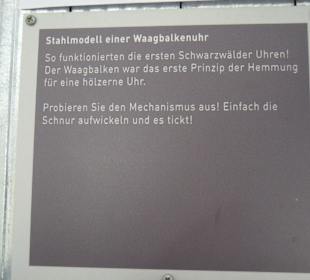 Stahlmodell einer Waagbalkenuhr
So funktionierten die ersten Schwarzwälder Uhren!
Der Waagbalken war das erste Prinzip der Hemmung
für eine hölzerne Uhr.
Probieren Sie den Mechanismus aus! Einfach die
Schnur aufwickeln und es tickt!